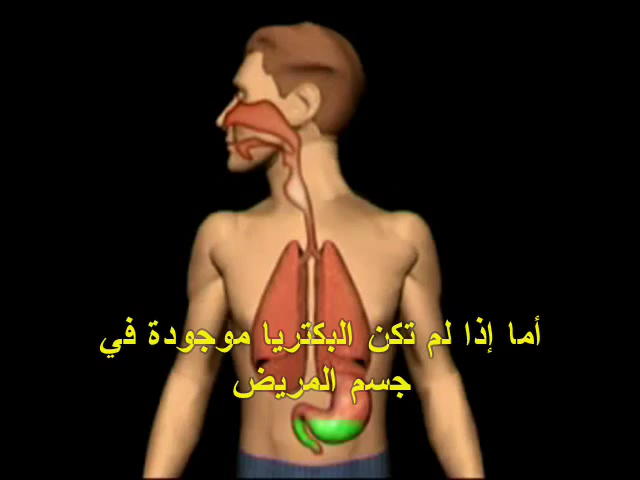 أما إذا لم تكن البكتريا موجودة في
جسم المريض